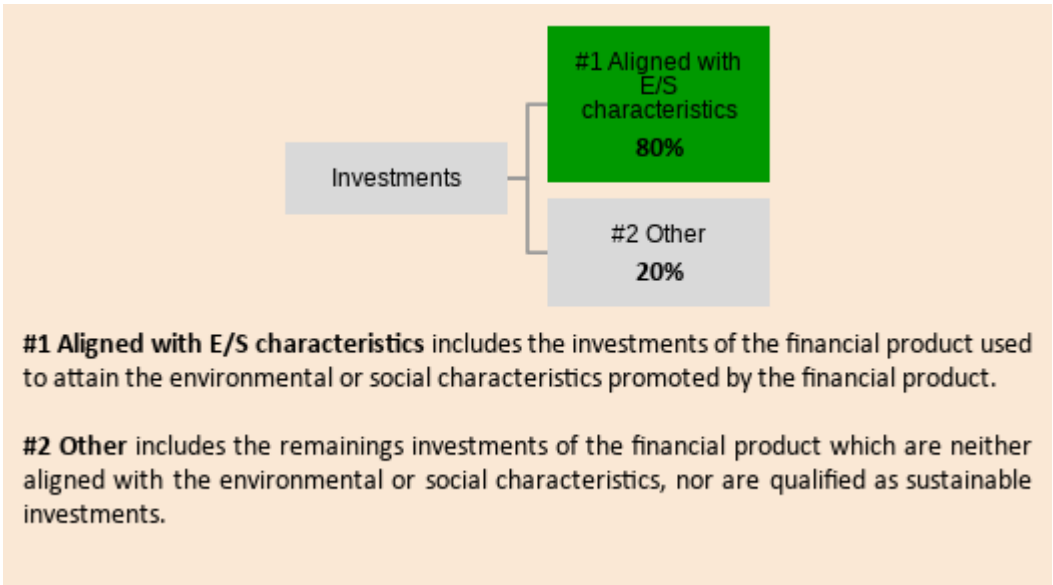 #1 Aligned with
E/S
characteristics
80%
Investments
#2 Other
20%
#1 Aligned with E/S characteristics includes the investments of the financial product used
to attain the environmental or social characteristics promoted by the financial product.
#2 Other includes the remainings investments of the financial product which are neither
aligned with the environmental or social characteristics, nor are qualified as sustainable
investments.